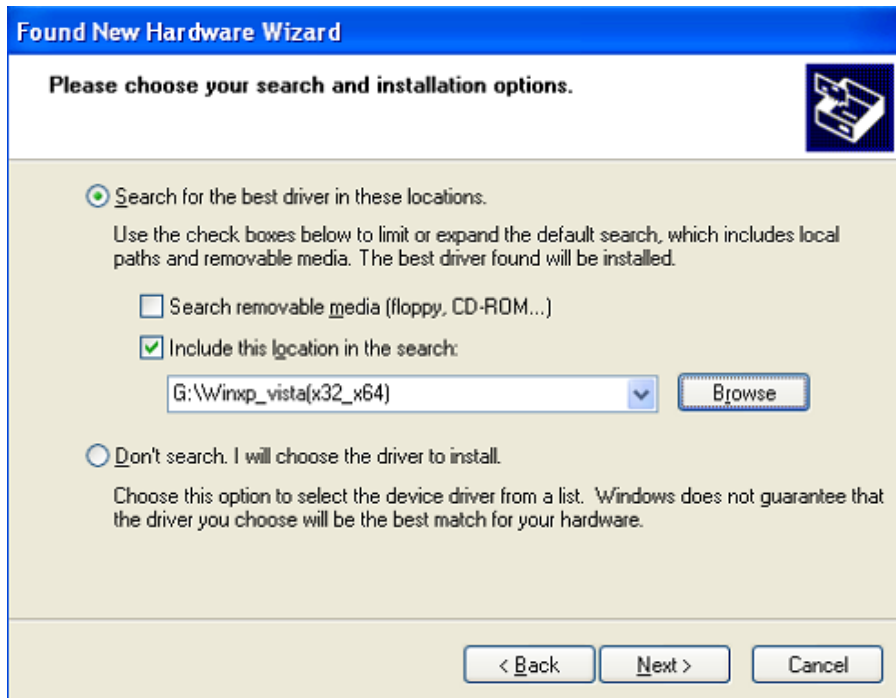 Found New Hardware Wizard
Please choose your search and installation options.
Search for the best driver in these locations.
Use the check boxes below to limit or expand the default search, which includes local
paths and removable media. The best driver found will be installed.
Search removable media (floppy, CD-ROM...)
Include this location in the search:
G:\Winxp_vista(x32_x64)
Browse
Don't search. I will choose the driver to install.
Choose this option to select the device driver from a list. Windows does not guarantee that
the driver you choose will be the best match for your hardware.
< Back
Next >
Cancel